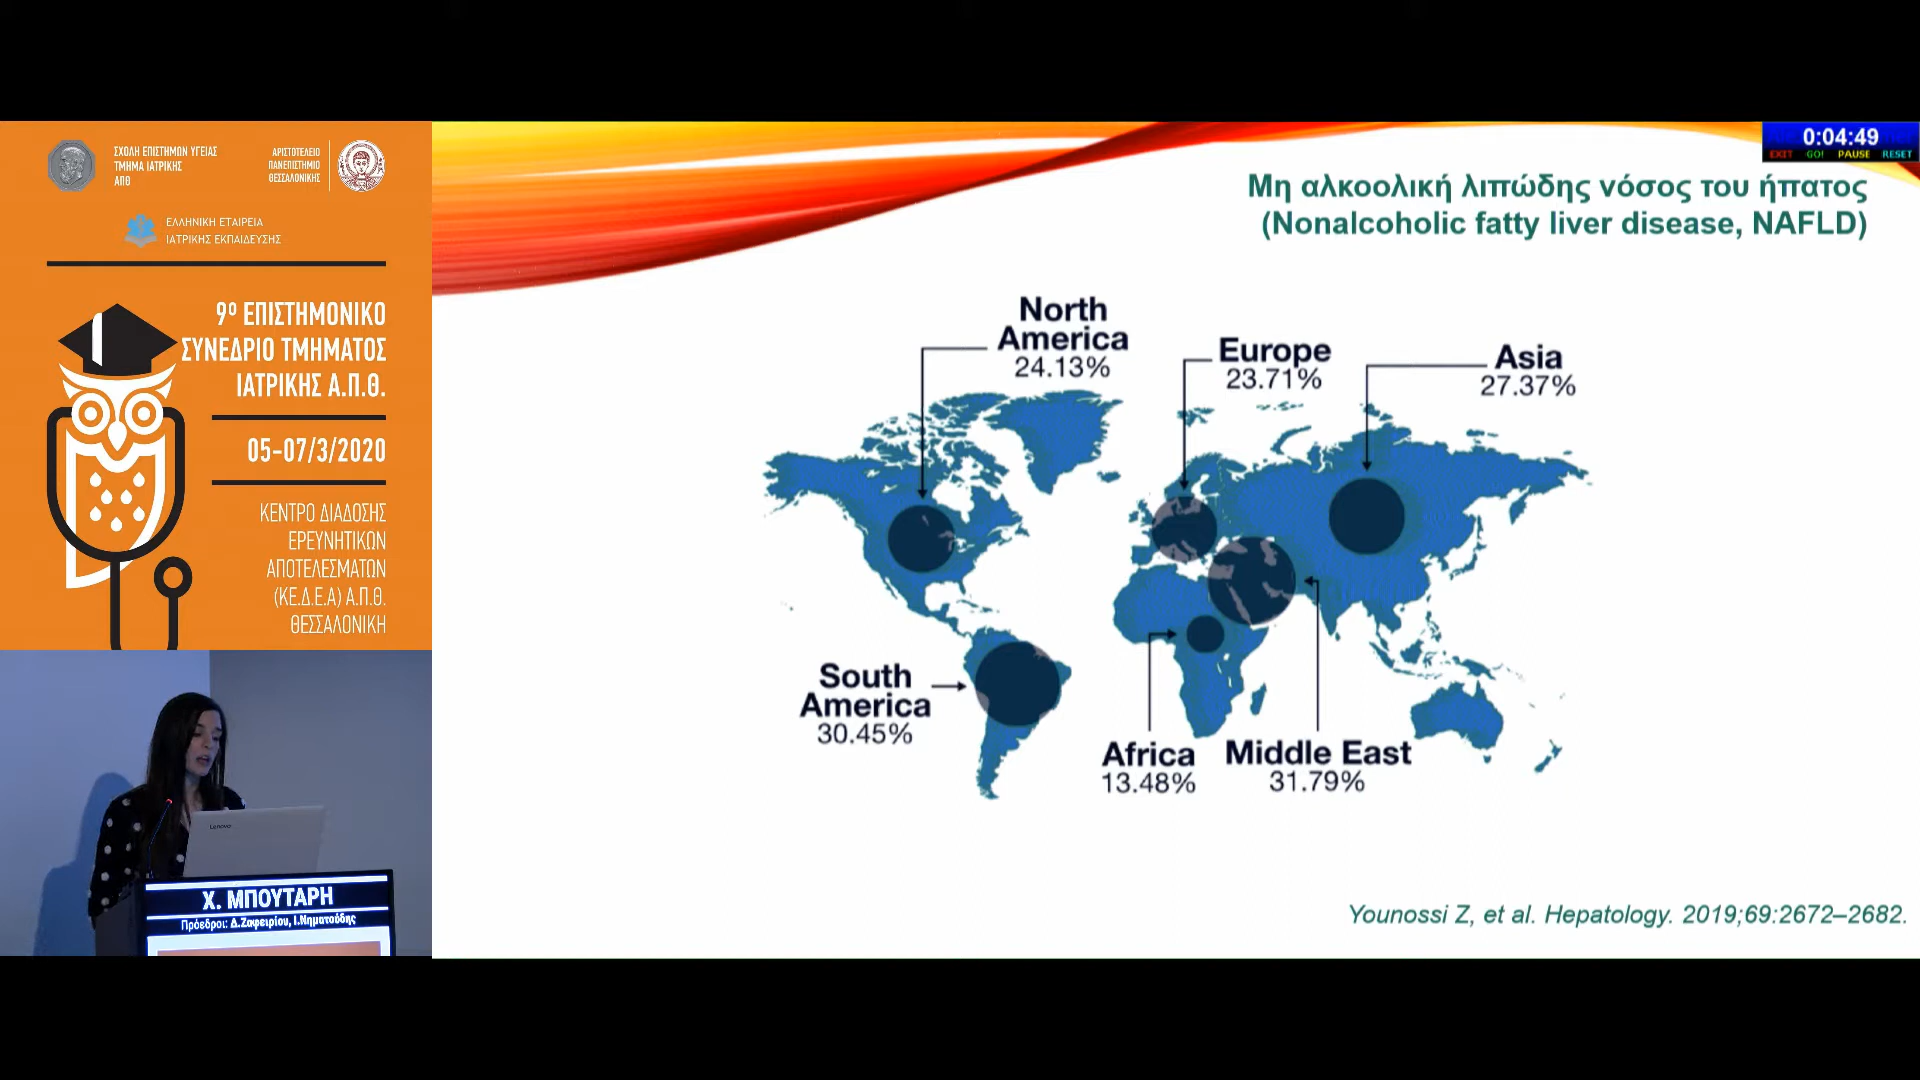 ΣΧΟΛΗ ΕΠΙΣΤΗΜΩΝ ΥΓΕΙΑΣ
ΤΜΗΜΑ ΙΑΤΡΙΚΗΣ
ΑΠΘ
ΑΡΙΣΤΟΤΕΛΕΙΟ
ΠΑΝΕΠΙΣΤΗΜΙΟ
ΘΕΣΣΑΛΟΝΙΚΗΣ
ΕΛΛΗΝΙΚΗ ΕΤΑΙΡΕΙΑ
ΙΑΤΡΙΚΗΣ ΕΚΠΑΙΔΕΥΣΗΣ
9º ΕΠΙΣΤΗΜΟΝΙΚΟ
ΣΥΝΕΔΡΙΟ ΤΜΗΜΑΤΟΣ
ΙΑΤΡΙΚΗΣ Α.Π.Θ.
05-07/3/2020
ΚΕΝΤΡΟ ΔΙΑΔΟΣΗΣ
ΕΡΕΥΝΗΤΙΚΩΝ
ΑΠΟΤΕΛΕΣΜΑΤΩΝ
(ΚΕ.Δ.Ε.Α) Α.Π.Θ.
ΘΕΣΣΑΛΟΝΙΚΗ
Lenovo
Χ. ΜΠΟΥΤΑΡΗ
Πρόεδροι: Δ.Ζαφειρίου, Ι.Νηματούδης
0:04:49
EXIT GO! PAUSE RESET
Μη αλκοολική λιπώδης νόσος του ήπατος
(Nonalcoholic fatty liver disease, NAFLD)
North
America
24.13%
Europe
23.71%
Asia
27.37%
South
America
30.45%
Africa
13.48%
Middle East
31.79%
Younossi Z, et al. Hepatology. 2019;69:2672–2682.